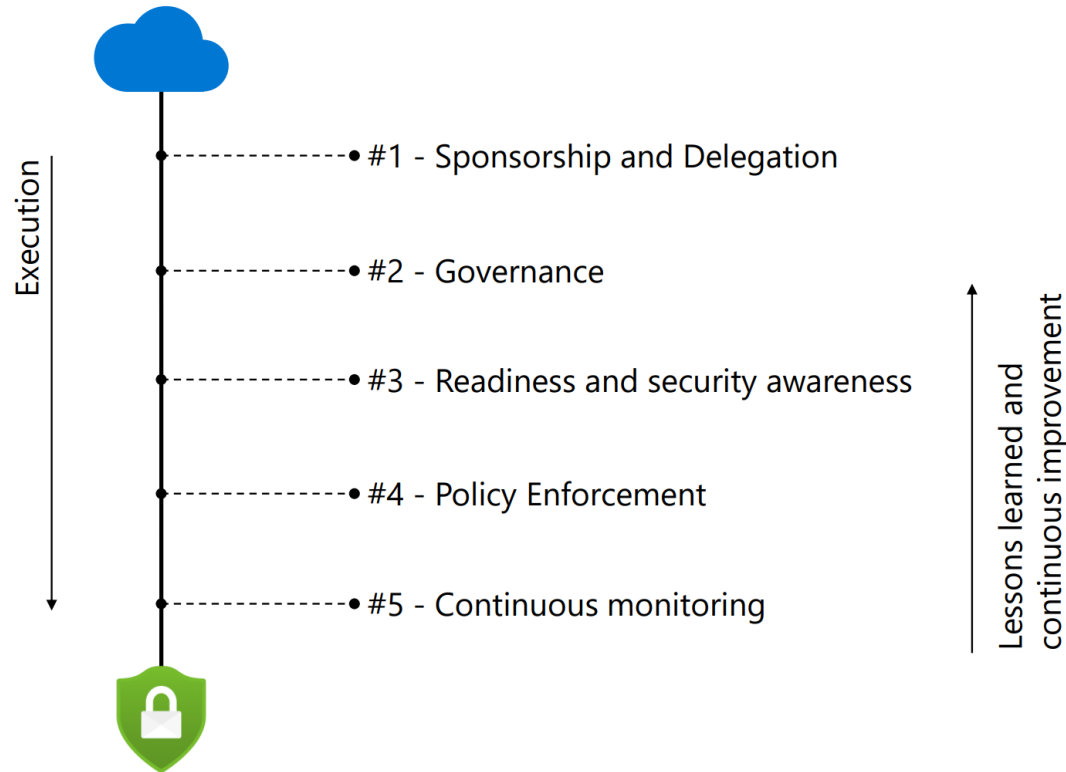 Execution
#1 - Sponsorship and Delegation
#2 - Governance
#3 - Readiness and security awareness
#4 - Policy Enforcement
#5 - Continuous monitoring
Lessons learned and
continuous improvement